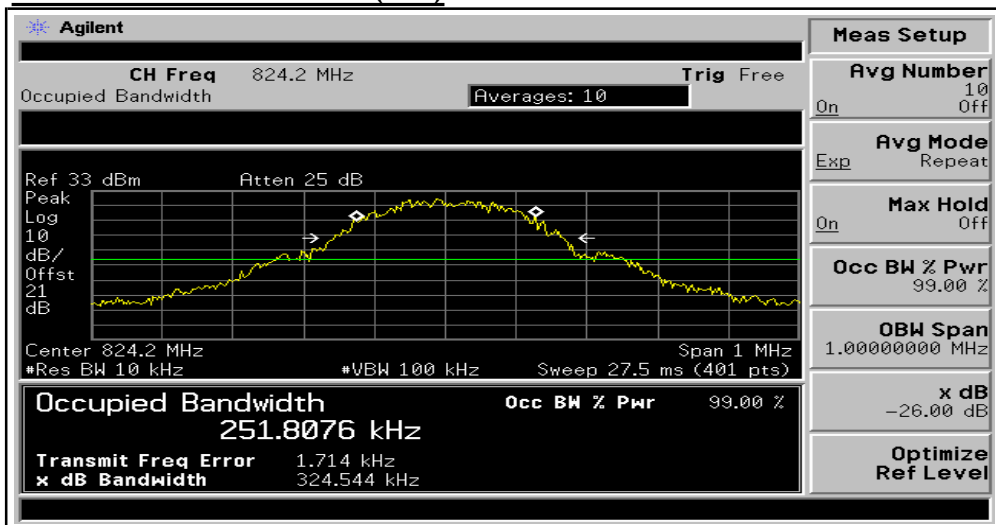 Agilent
CH Freq 824.2 MHz Trig Free
Occupied Bandwidth Averages: 10
Ref 33 dBm Atten 25 dB
Peak
Log
10
dB/
Offst
21
dB
Center 824.2 MHz Span 1 MHz
#Res BW 10 kHz #VBW 100 kHz Sweep 27.5 ms (401 pts)
Occupied Bandwidth Occ BW % Pwr 99.00 %
251.8076 kHz
Transmit Freq Error 1.714 kHz
x dB Bandwidth 324.544 kHz
Meas Setup
Avg Number
10
On Off
Avg Mode
Exp Repeat
Max Hold
On Off
Occ BW % Pwr
99.00 %
OBW Span
1.00000000 MHz
x dB
-26.00 dB
Optimize
Ref Level